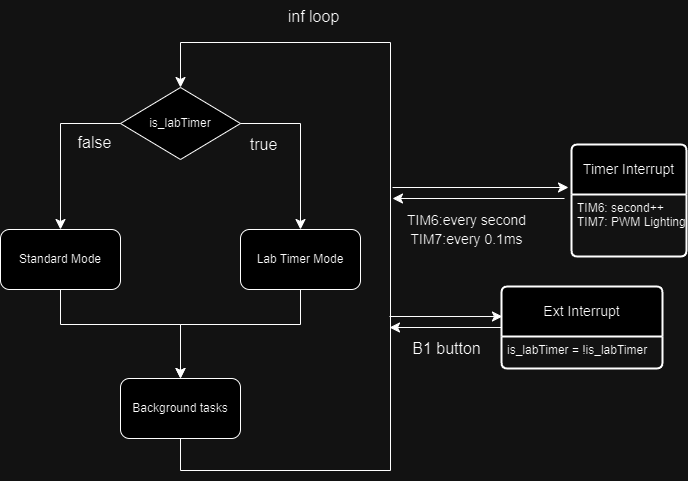 inf loop
is_labTimer
false
true
Timer Interrupt
TIM6: second++
TIM7: PWM Lighting
TIM6:every second
TIM7:every 0.1ms
Standard Mode
Lab Timer Mode
Ext Interrupt
B1 button
is_labTimer = !is_labTimer
Background tasks